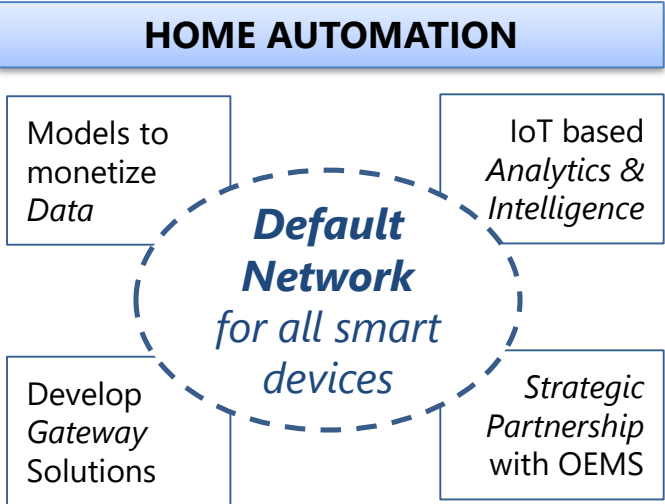 HOME AUTOMATION
Models to
monetize
Data
IoT based
Analytics &
Intelligence
Default
Network
for all smart
devices
Develop
Gateway
Solutions
Strategic
Partnership
with OEMS